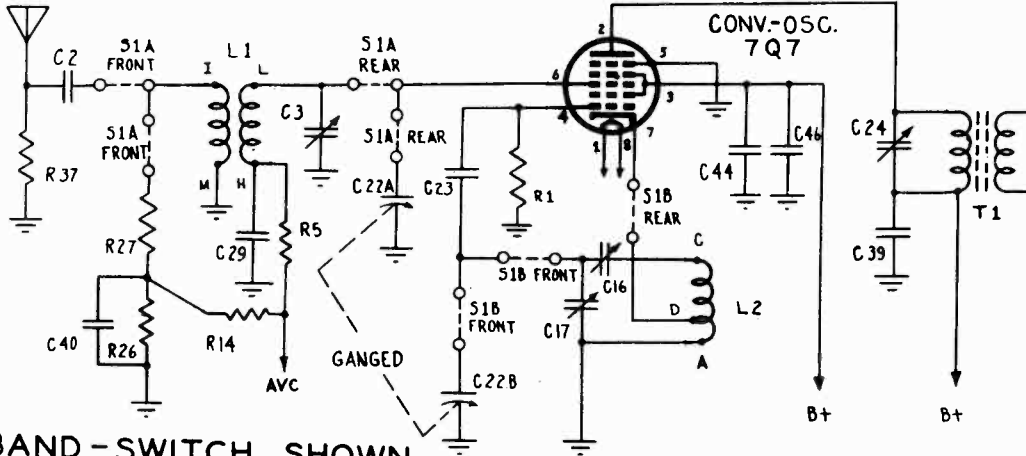 CONV.-OSC.
7Q7
C2
S1A
FRONT
L1
I
L
S1A
REAR
2
5
6
3
4
7
1
8
C3
S1A
FRONT
S1A REAR
R37
M
H
C22A
C23
R1
S1B
REAR
C44
C46
C24
T1
R27
C29
R5
S1B FRONT
C16
C
C17
D
L2
A
C39
S1B
FRONT
C40
R26
R14
AVC
GANGED
C22B
B+
B+
BAND-SWITCH SHOWN